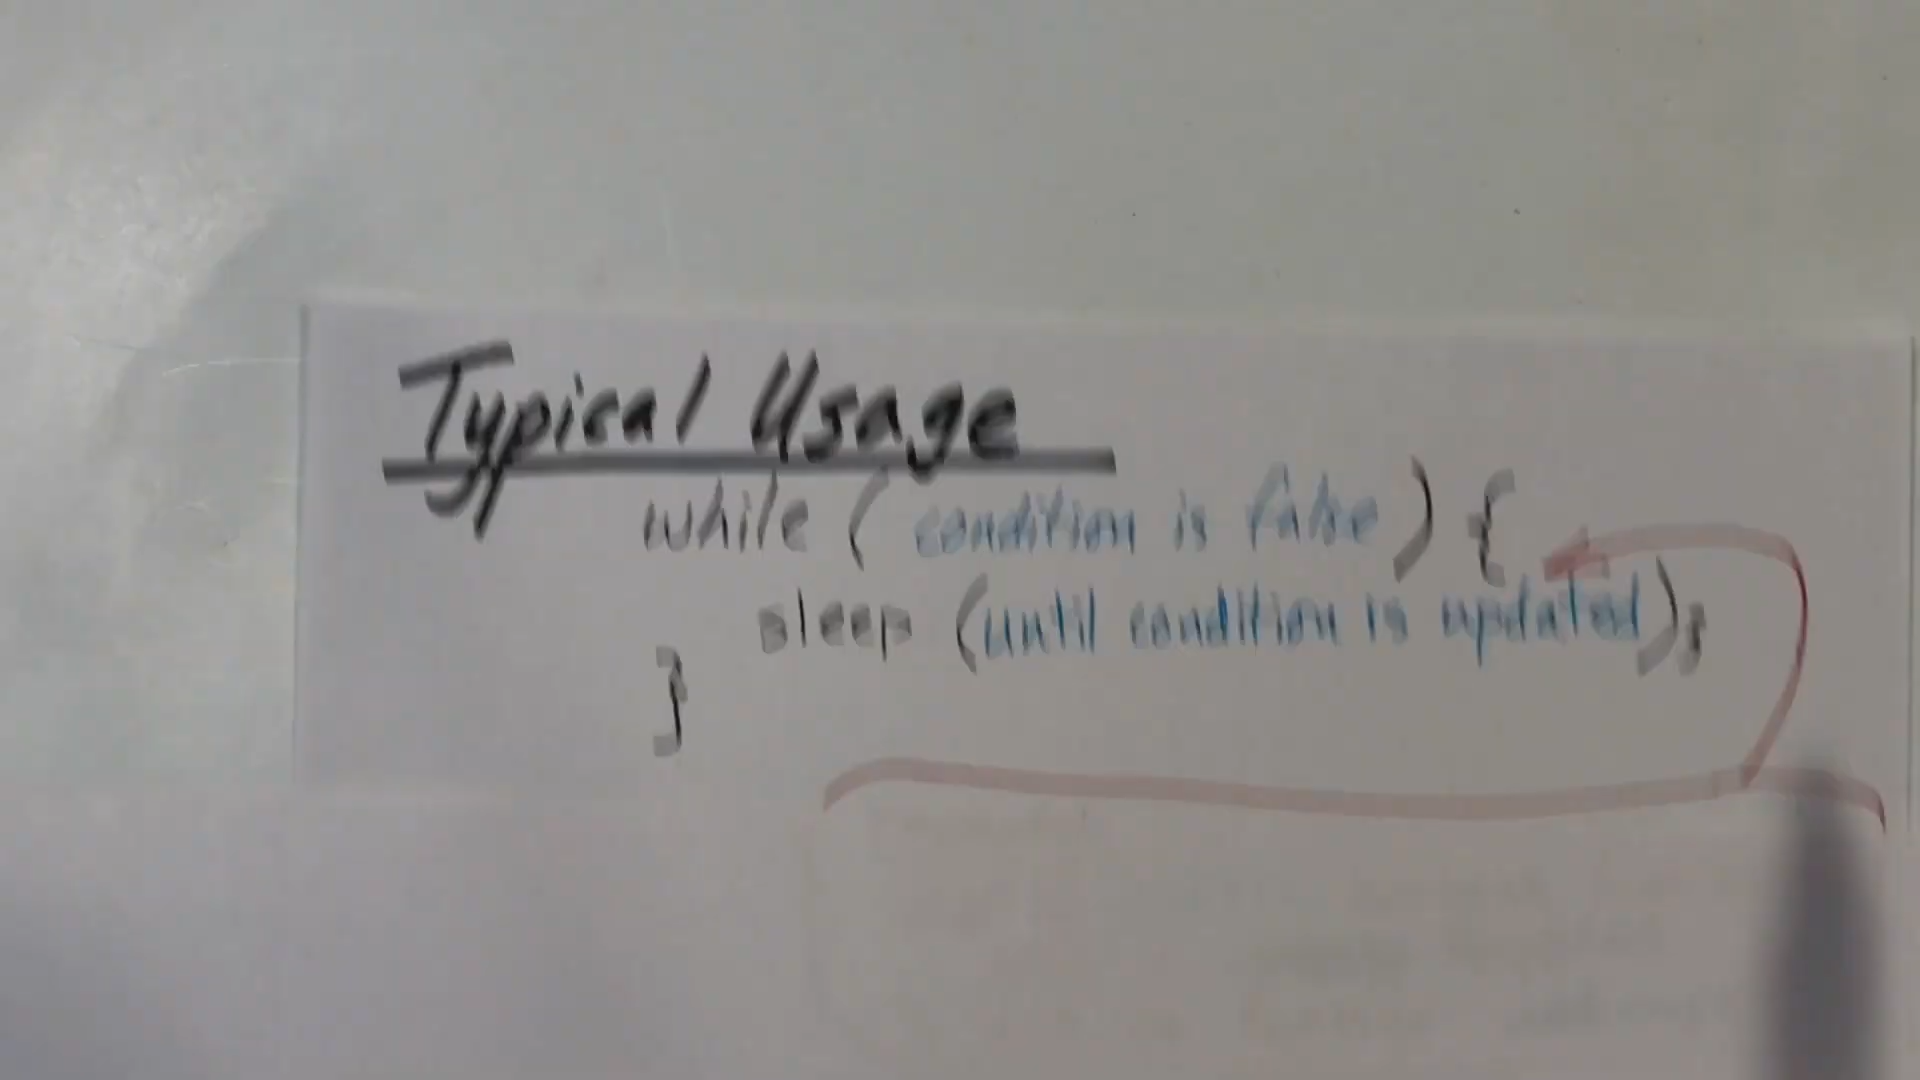 Typical Usage
while ( condition is false ) {
sleep (until condition is updated);
}